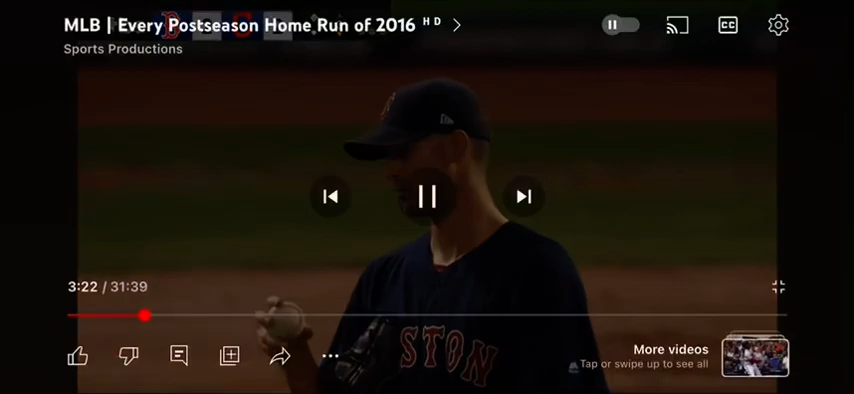 MLB | Every Postseason Home Run of 2016 ᴴᴰ
Sports Productions
CC
3:22 / 31:39
STON
More videos
Tap or swipe up to see all